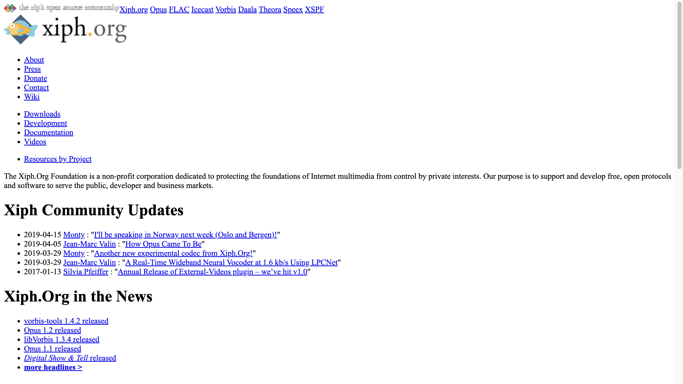 the xiph open source community Xiph.org Opus FLAC Icecast Vorbis Daala Theora Speex XSPF
xiph.org
About
Press
Donate
Contact
Wiki
Downloads
Development
Documentation
Videos
Resources by Project
The Xiph.Org Foundation is a non-profit corporation dedicated to protecting the foundations of Internet multimedia from control by private interests. Our purpose is to support and develop free, open protocols
and software to serve the public, developer and business markets.
Xiph Community Updates
2019-04-15 Monty : "I'll be speaking in Norway next week (Oslo and Bergen)!"
2019-04-05 Jean-Marc Valin : "How Opus Came To Be"
2019-03-29 Monty : "Another new experimental codec from Xiph.Org!"
2019-03-29 Jean-Marc Valin : "A Real-Time Wideband Neural Vocoder at 1.6 kb/s Using LPCNet"
2017-01-13 Silvia Pfeiffer : "Annual Release of External-Videos plugin – we've hit v1.0"
Xiph.Org in the News
vorbis-tools 1.4.2 released
Opus 1.2 released
libVorbis 1.3.4 released
Opus 1.1 released
Digital Show & Tell released
more headlines >